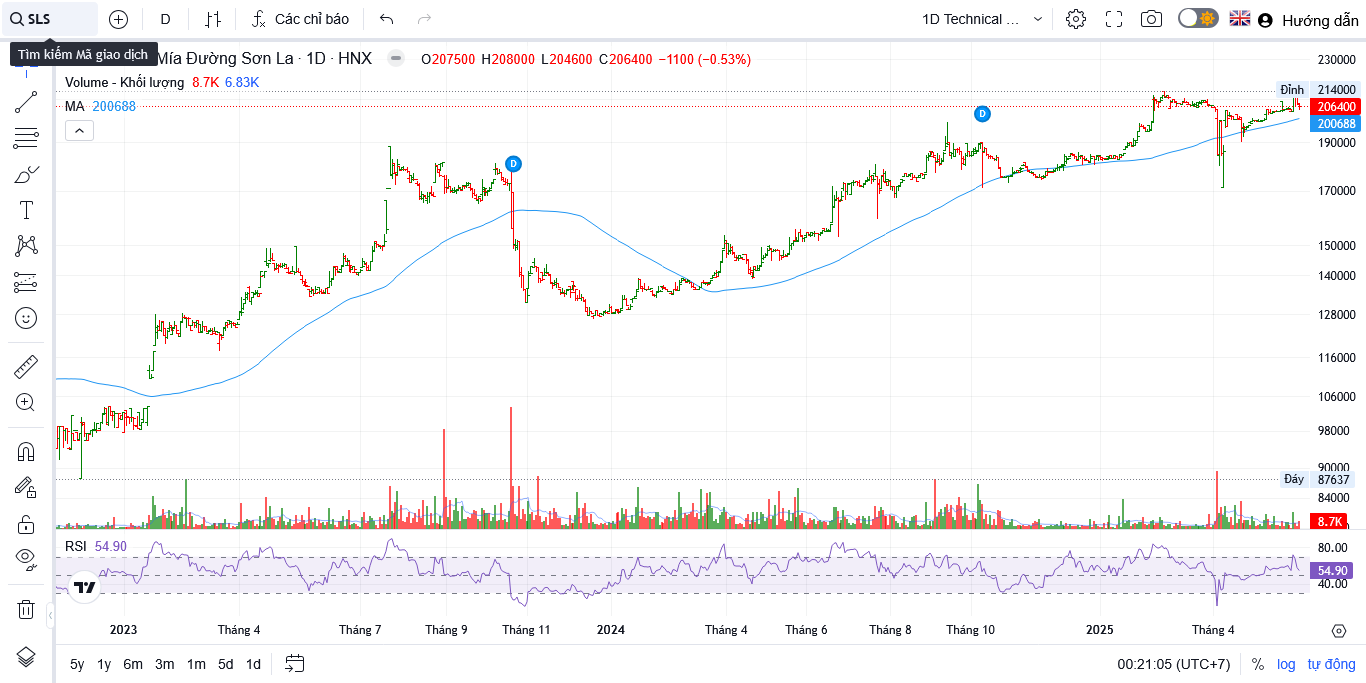 SLS
D
Các chỉ báo
1D Technical ...
Hướng dẫn
Tìm kiếm Mã giao dịch
Mía Đường Sơn La · 1D · HNX
O207500 H208000 L204600 C206400 −1100 (−0.53%)
Volume - Khối lượng 8.7K 6.83K
MA 200688
D
D
230000
Đỉnh 214000
206400
200688
190000
170000
150000
140000
128000
116000
106000
98000
90000
Đáy 87637
84000
8.7K
RSI 54.90
80.00
54.90
40.00
2023 Tháng 4 Tháng 7 Tháng 9 Tháng 11 2024 Tháng 4 Tháng 6 Tháng 8 Tháng 10 2025 Tháng 4
5y 1y 6m 3m 1m 5d 1d
00:21:05 (UTC+7) % log tự động